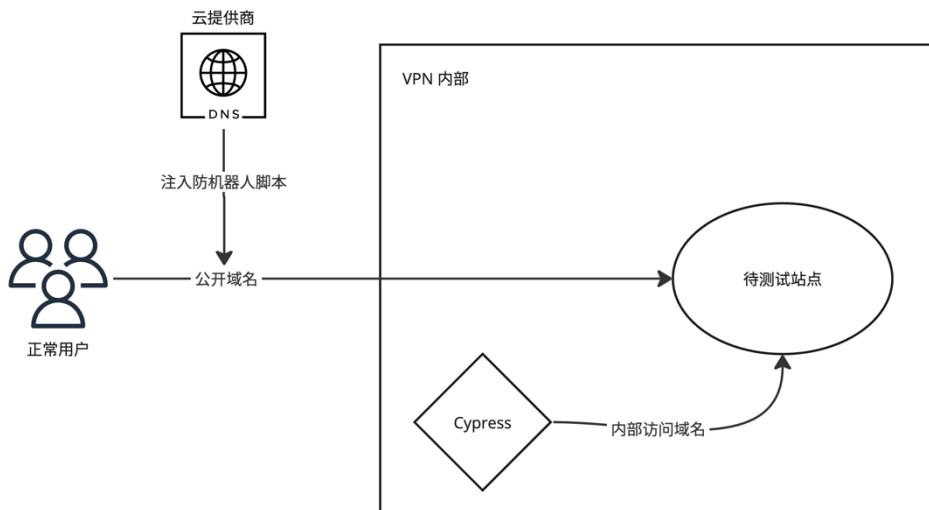 云提供商
DNS
VPN 内部
注入防机器人脚本
公开域名
待测试站点
正常用户
Cypress
内部访问域名